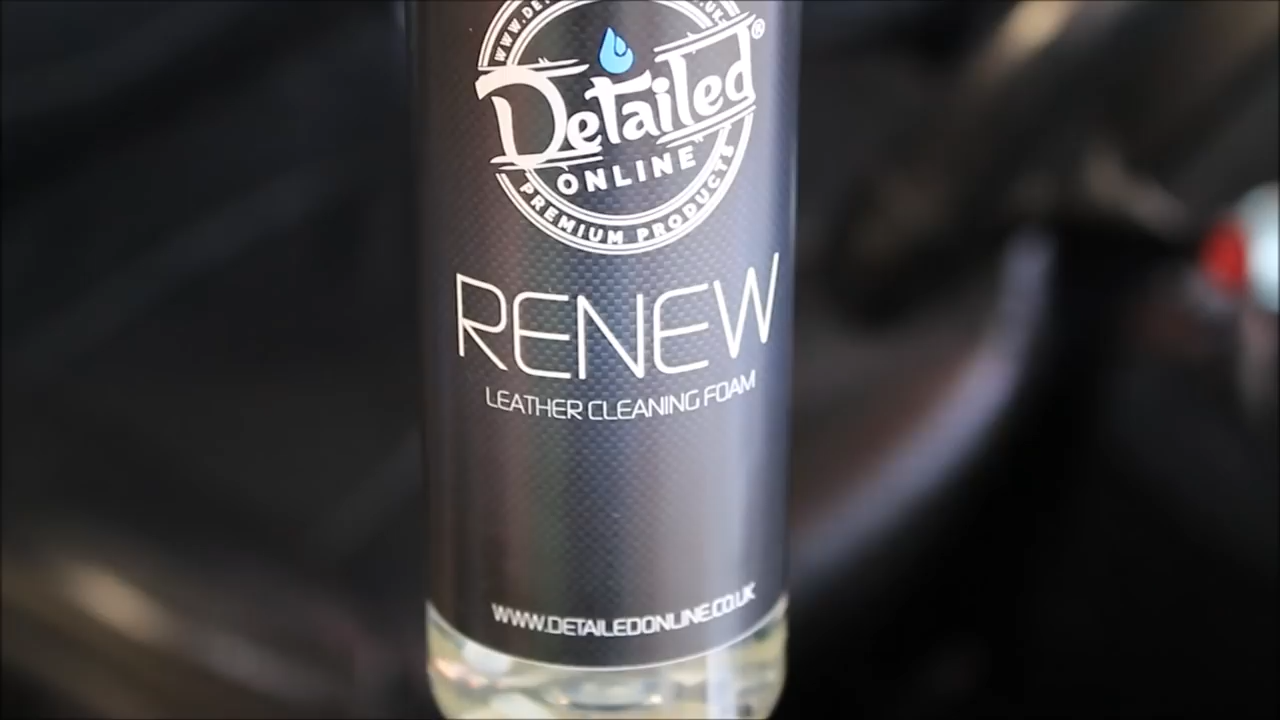 Detailed®
ONLINE
PREMIUM PRODUCTS
RENEW
LEATHER CLEANING FOAM
WWW.DETAILEDONLINE.CO.UK